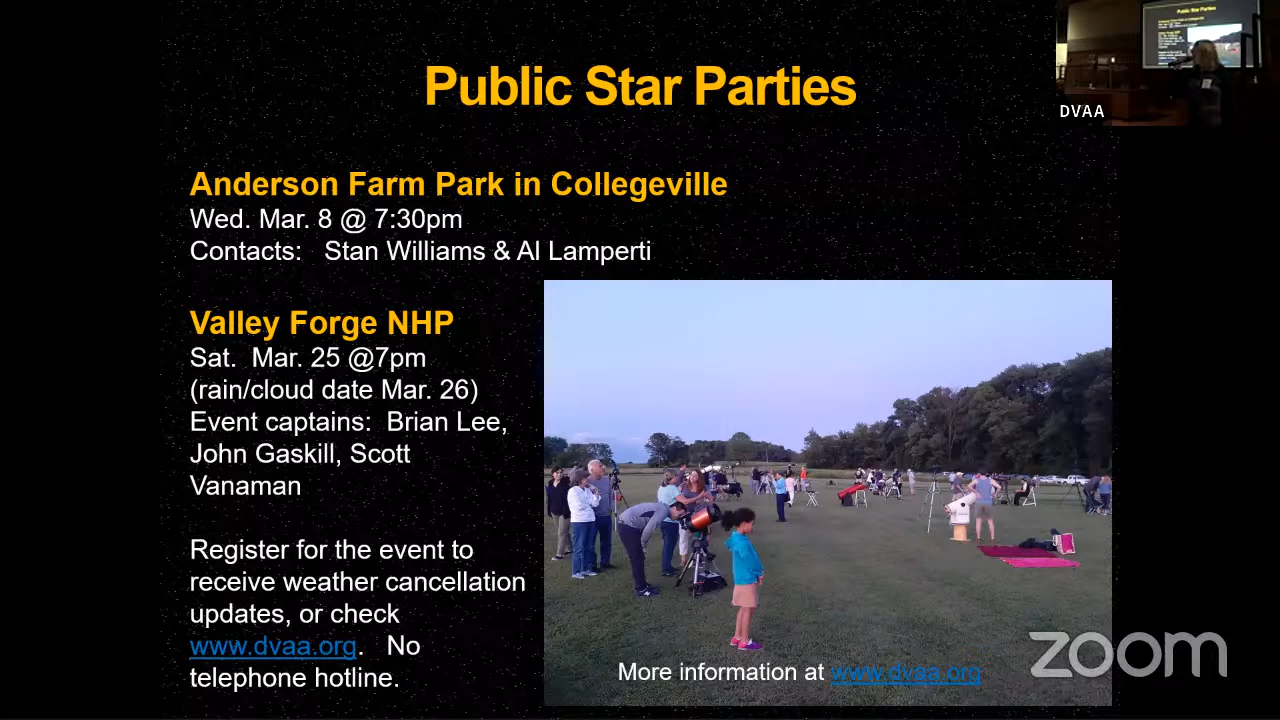 Public Star Parties
Public Star Parties
DVAA
Anderson Farm Park in Collegeville
Wed. Mar. 8 @ 7:30pm
Contacts:   Stan Williams & Al Lamperti
Valley Forge NHP
Sat.  Mar. 25 @7pm
(rain/cloud date Mar. 26)
Event captains:  Brian Lee,
John Gaskill, Scott
Vanaman
Register for the event to
receive weather cancellation
updates, or check
www.dvaa.org.   No
telephone hotline.
More information at www.dvaa.org
zoom